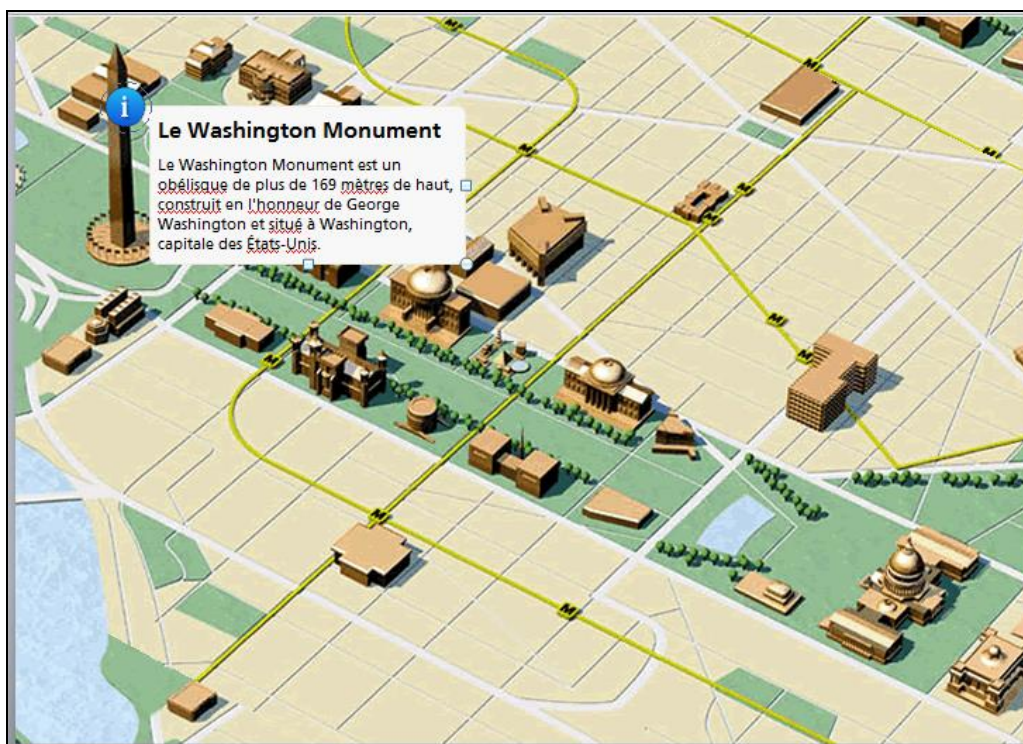 i
Le Washington Monument
Le Washington Monument est un
obélisque de plus de 169 mètres de haut,
construit en l'honneur de George
Washington et situé à Washington,
capitale des États-Unis.
M
M
M
M
M
M
M
M
M
M
M